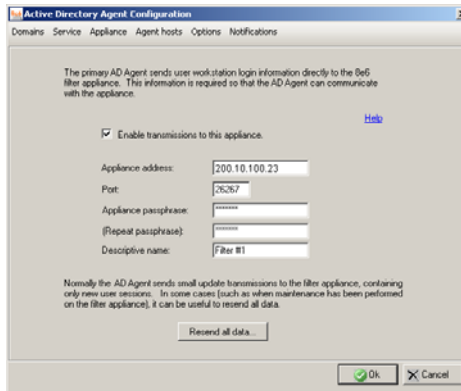 Active Directory Agent Configuration
Domains Service Appliance Agent hosts Options Notifications
The primary AD Agent sends user workstation login information directly to the 8e6
filter appliance. This information is required so that the AD Agent can communicate
with the appliance.
Help
Enable transmissions to this appliance.
Appliance address: 200.10.100.23
Port: 26267
Appliance passphrase: *******
(Repeat passphrase): *******
Descriptive name: Filter #1
Normally the AD Agent sends small update transmissions to the filter appliance, containing
only new user sessions. In some cases (such as when maintenance has been performed
on the filter appliance), it can be useful to resend all data.
Resend all data...
Ok Cancel